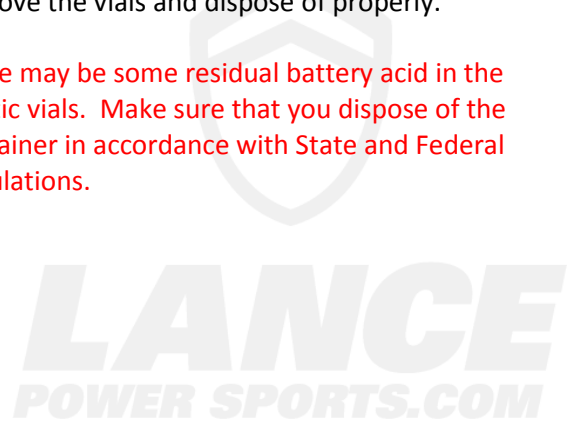 ove the vials and dispose of properly.
e may be some residual battery acid in the
ic vials. Make sure that you dispose of the
ainer in accordance with State and Federal
ulations.
LANCE
POWER SPORTS.COM